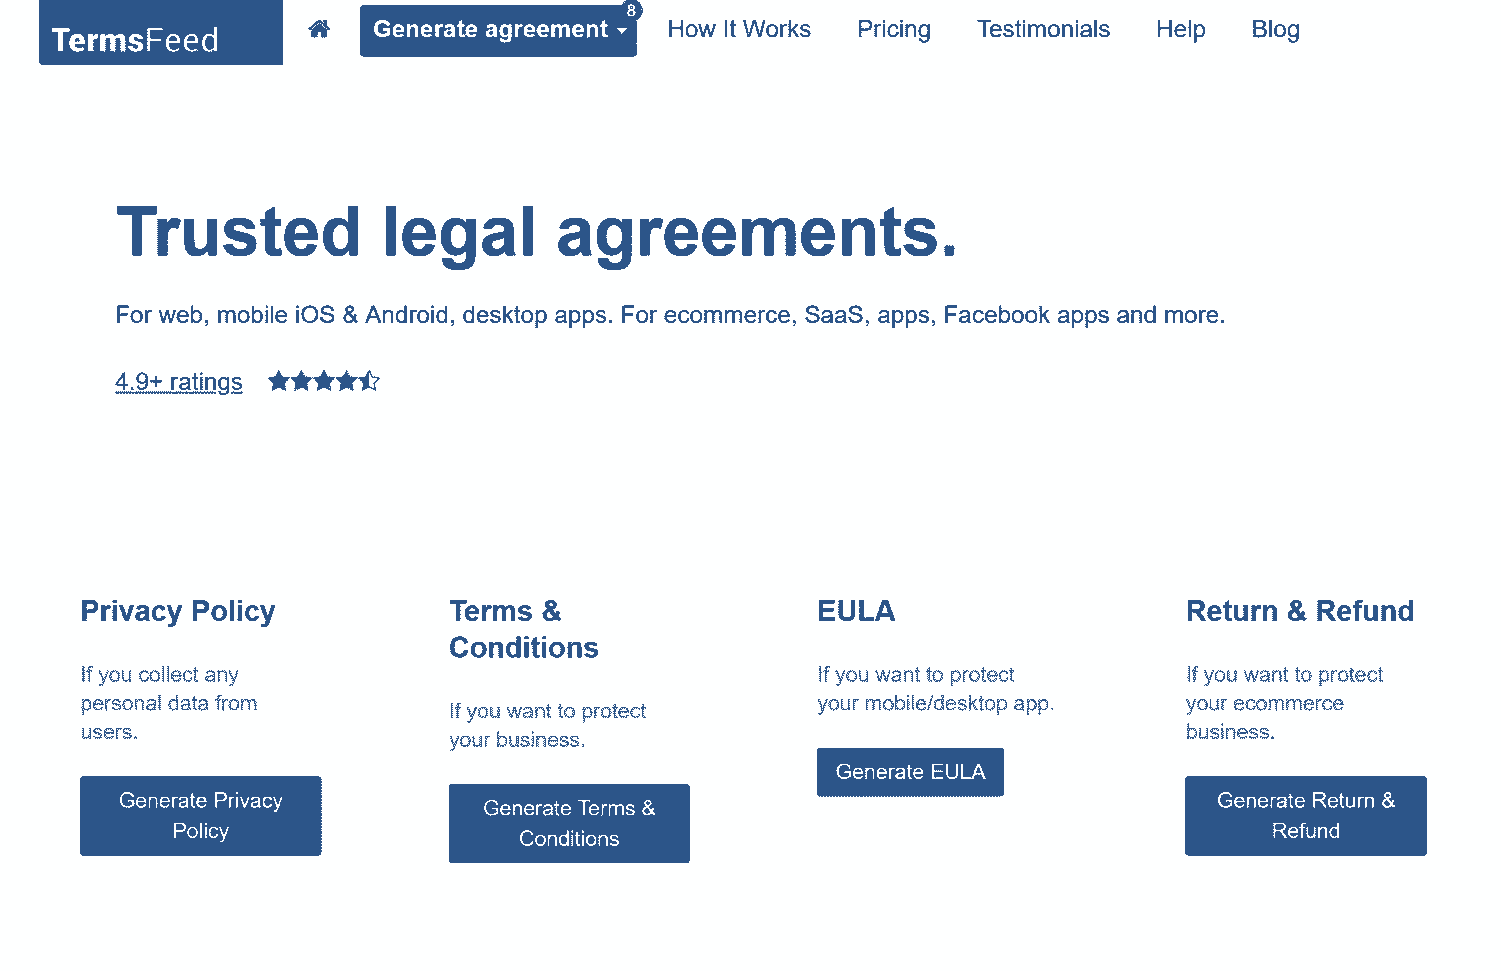 TermsFeed
Generate agreement
8
How It Works
Pricing
Testimonials
Help
Blog
Trusted legal agreements.
For web, mobile iOS & Android, desktop apps. For ecommerce, SaaS, apps, Facebook apps and more.
4.9+ ratings
Privacy Policy
If you collect any
personal data from
users.
Generate Privacy
Policy
Terms &
Conditions
If you want to protect
your business.
Generate Terms &
Conditions
EULA
If you want to protect
your mobile/desktop app.
Generate EULA
Return & Refund
If you want to protect
your ecommerce
business.
Generate Return &
Refund